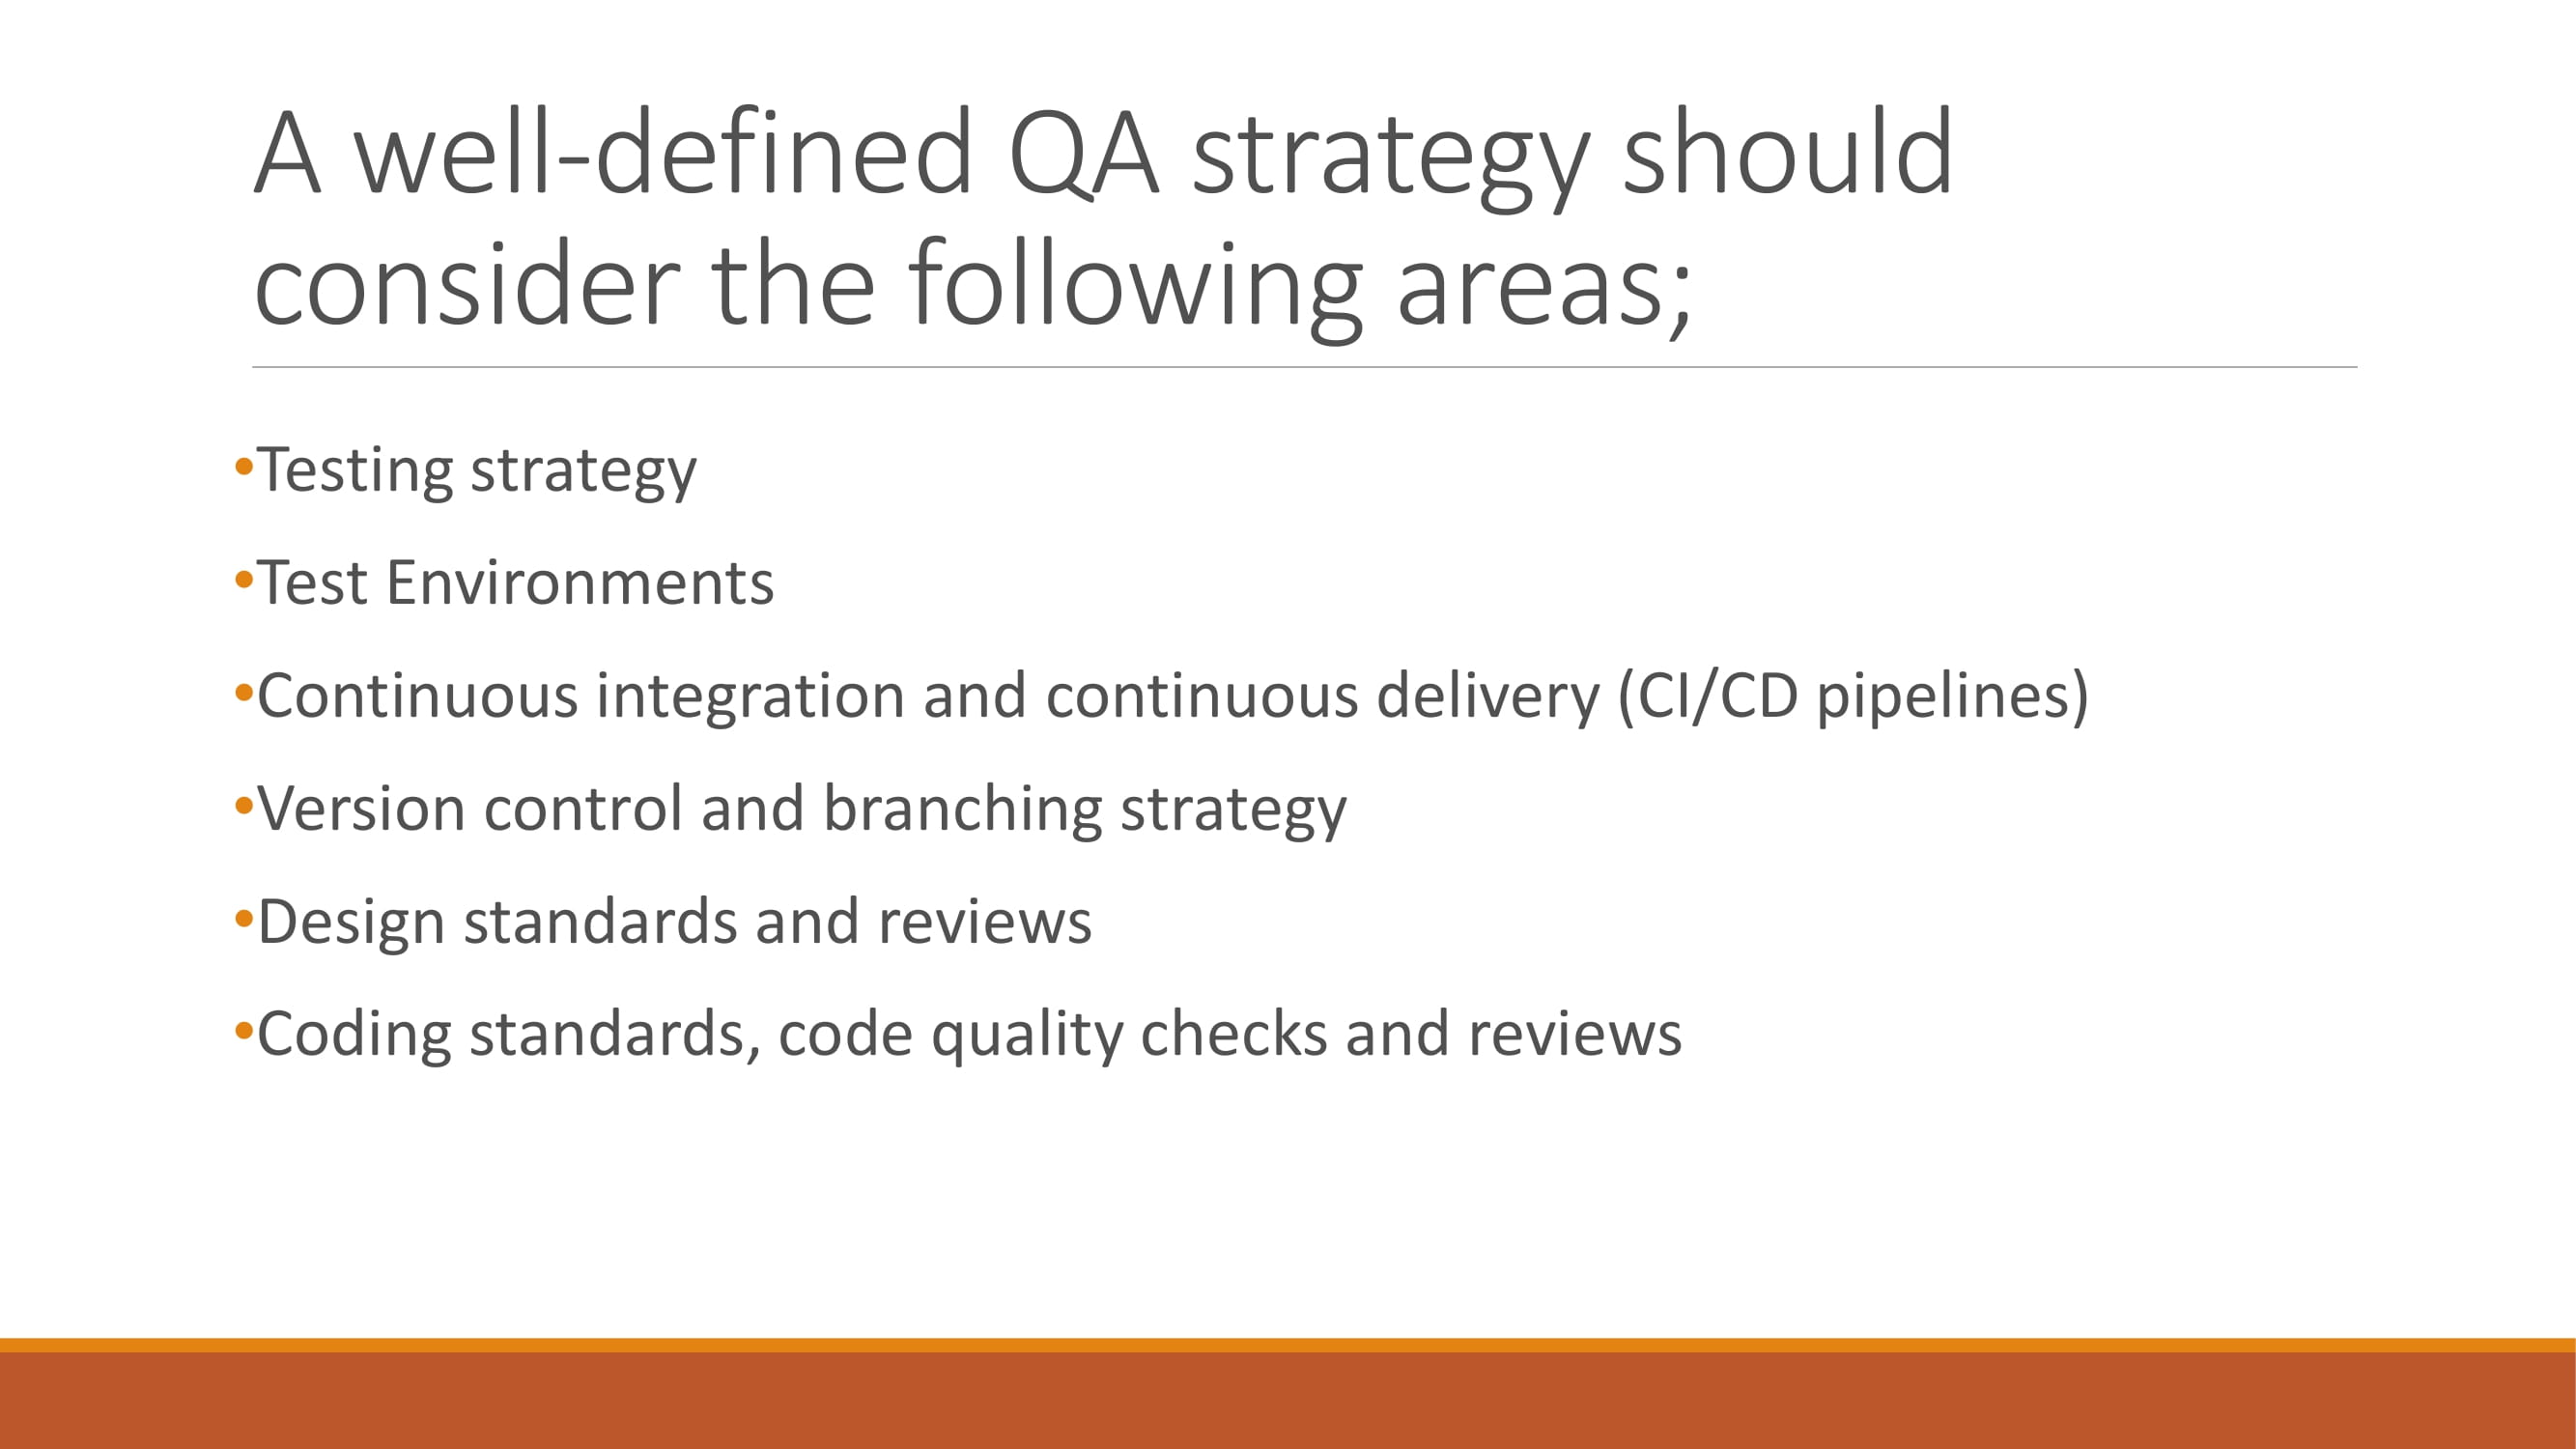 A well-defined QA strategy should
consider the following areas;
•Testing strategy
•Test Environments
•Continuous integration and continuous delivery (CI/CD pipelines)
•Version control and branching strategy
•Design standards and reviews
•Coding standards, code quality checks and reviews